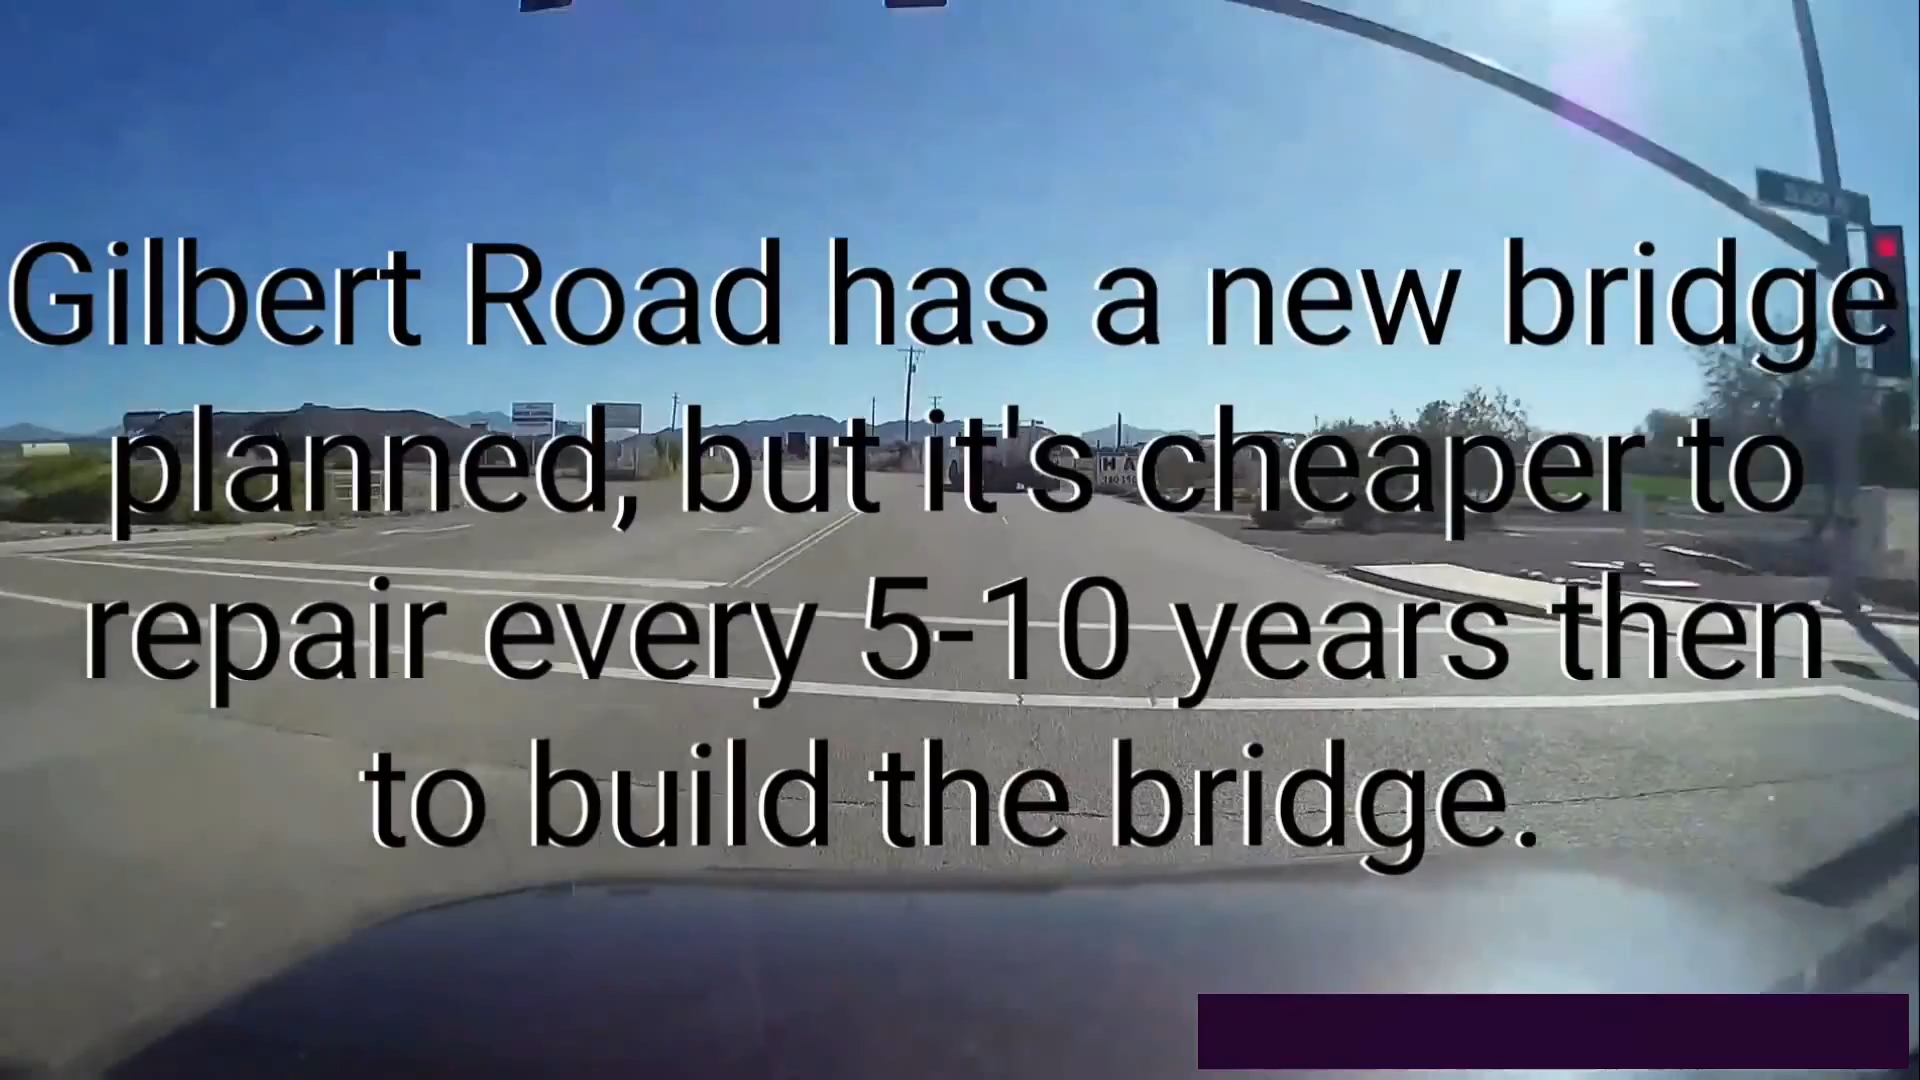 Gilbert Road has a new bridge
planned, but it's cheaper to
repair every 5-10 years then
to build the bridge.